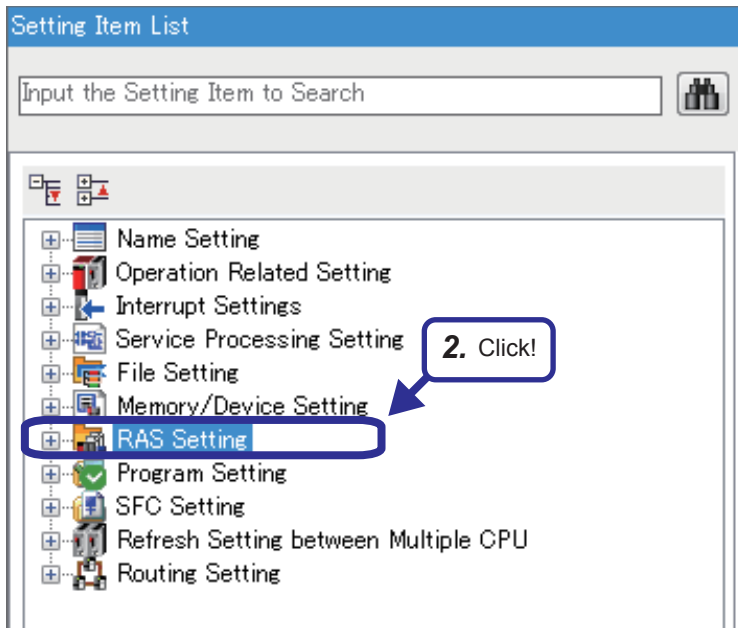 Setting Item List
Input the Setting Item to Search
Name Setting
Operation Related Setting
Interrupt Settings
Service Processing Setting
2. Click!
File Setting
Memory/Device Setting
RAS Setting
Program Setting
SFC Setting
Refresh Setting between Multiple CPU
Routing Setting